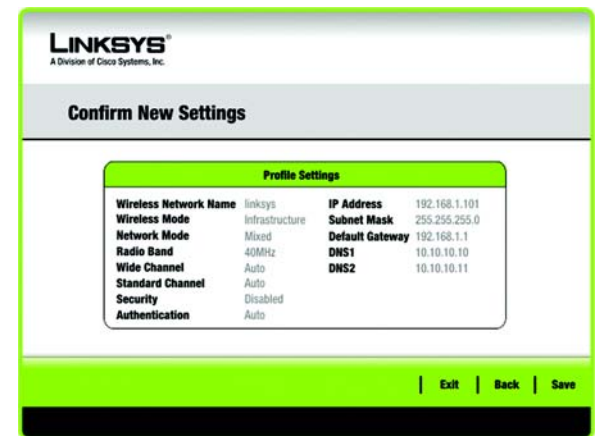 LINKSYS®
A Division of Cisco Systems, Inc.
Confirm New Settings
Profile Settings
Wireless Network Name linksys
Wireless Mode Infrastructure
Network Mode Mixed
Radio Band 40MHz
Wide Channel Auto
Standard Channel Auto
Security Disabled
Authentication Auto
IP Address 192.168.1.101
Subnet Mask 255.255.255.0
Default Gateway 192.168.1.1
DNS1 10.10.10.10
DNS2 10.10.10.11
Exit Back Save